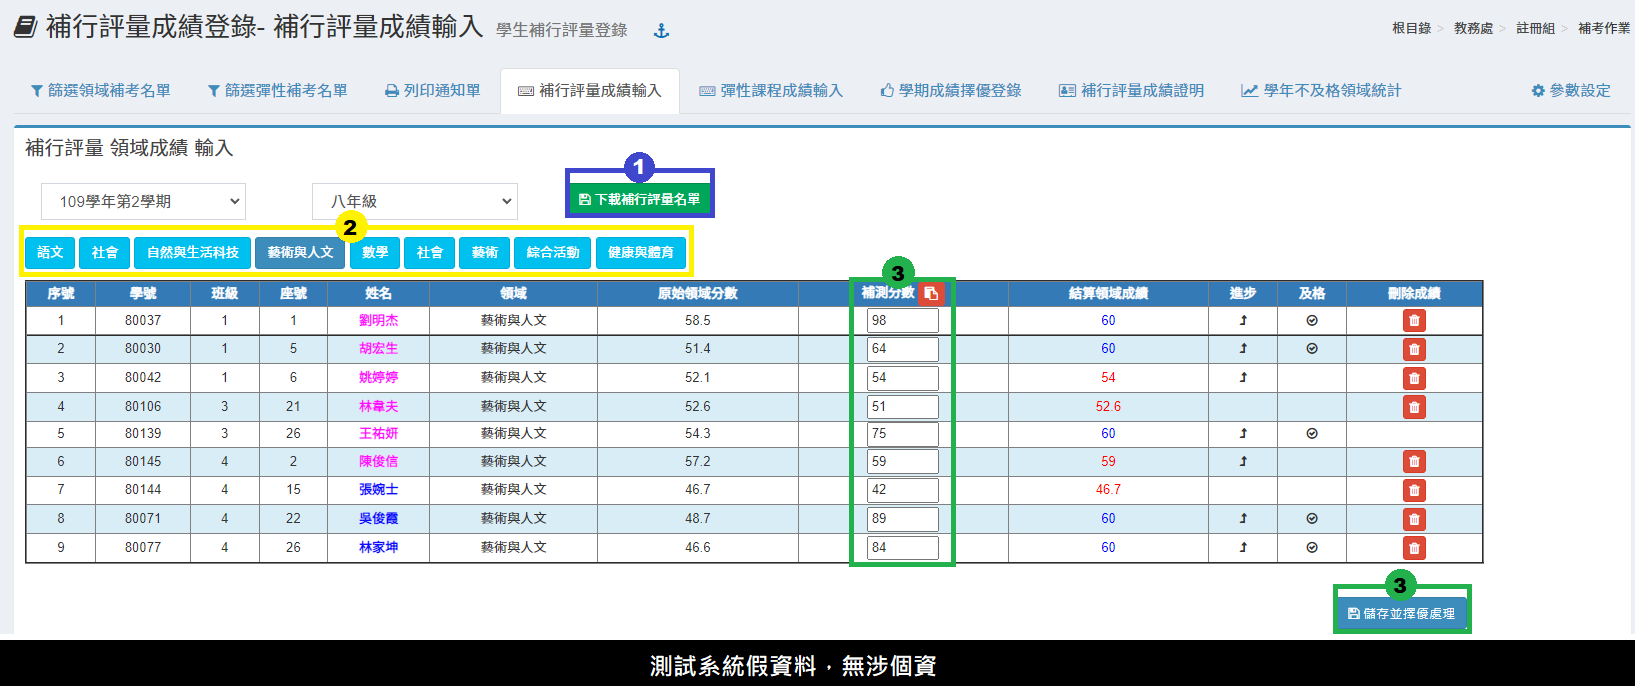 補行評量成績登錄- 補行評量成績輸入 學生補行評量登錄
根目錄 > 教務處 > 註冊組 > 補考作業
篩選領域補考名單 篩選彈性補考名單 列印通知單 補行評量成績輸入 彈性課程成績輸入 學期成績擇優登錄 補行評量成績證明 學年不及格領域統計 參數設定
補行評量 領域成績 輸入
1
109學年第2學期 八年級 下載補行評量名單
2
語文 社會 自然與生活科技 藝術與人文 數學 社會 藝術 綜合活動 健康與體育
3
序號 學號 班級 座號 姓名 領域 原始領域分數 補測分數 結算領域成績 進步 及格 刪除成績
1 80037 1 1 劉明杰 藝術與人文 58.5 98 60
2 80030 1 5 胡宏生 藝術與人文 51.4 64 60
3 80042 1 6 姚婷婷 藝術與人文 52.1 54 54
4 80106 3 21 林韋夫 藝術與人文 52.6 51 52.6
5 80139 3 26 王祐妍 藝術與人文 54.3 75 60
6 80145 4 2 陳俊信 藝術與人文 57.2 59 59
7 80144 4 15 張婉士 藝術與人文 46.7 42 46.7
8 80071 4 22 吳俊霞 藝術與人文 48.7 89 60
9 80077 4 26 林家坤 藝術與人文 46.6 84 60
3
儲存並擇優處理
測試系統假資料，無涉個資